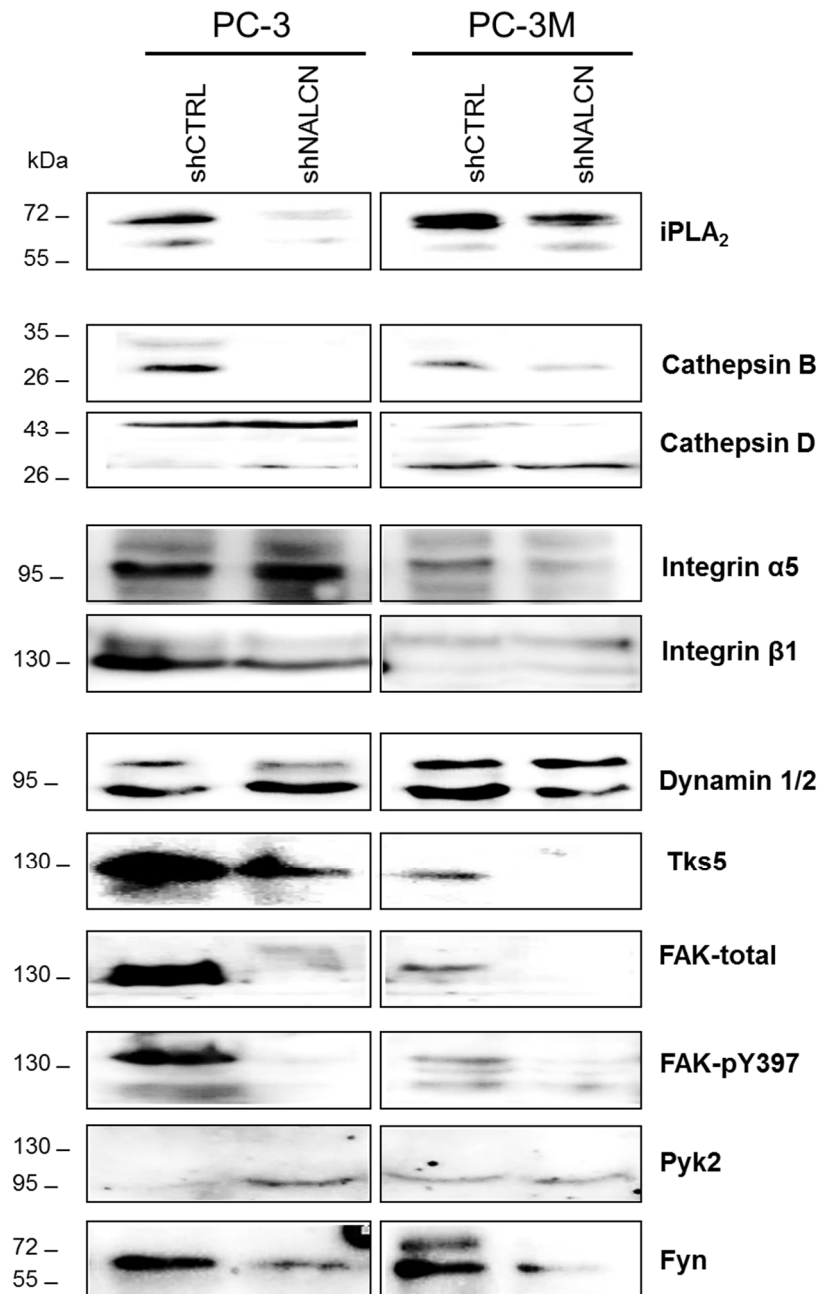 PC-3 PC-3M
shCTRL shNALCN shCTRL shNALCN
kDa
72 iPLA₂
55
35
26 Cathepsin B
43 Cathepsin D
26
95 Integrin α5
130 Integrin β1
95 Dynamin 1/2
130 Tks5
130 FAK-total
130 FAK-pY397
130 Pyk2
95
72 Fyn
55